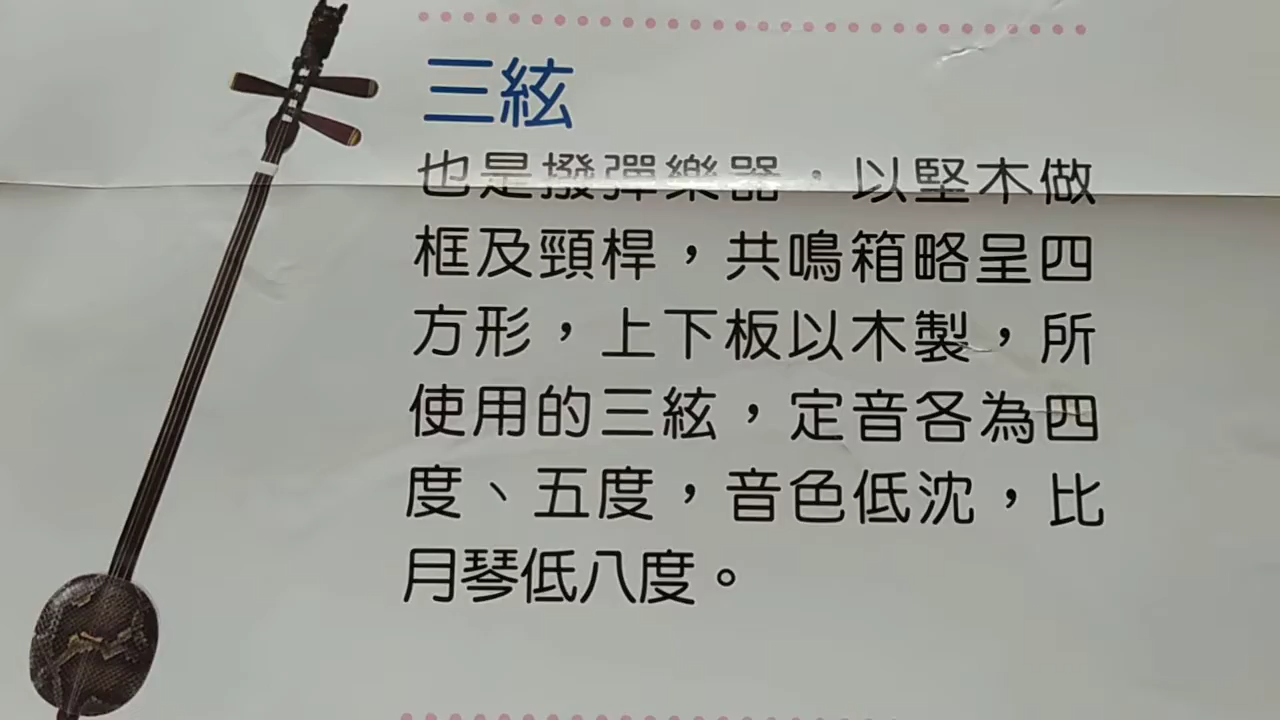 三絃
也是撥彈樂器，以堅木做
框及頸桿，共鳴箱略呈四
方形，上下板以木製，所
使用的三絃，定音各為四
度、五度，音色低沈，比
月琴低八度。